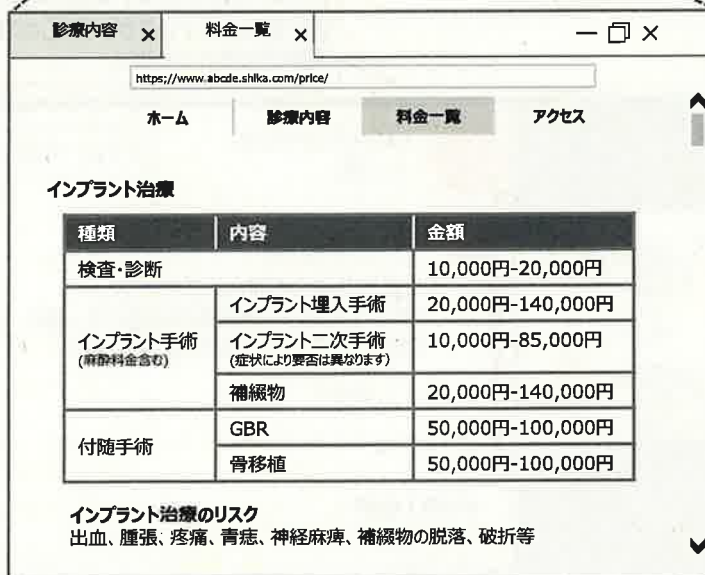 診療内容 × 料金一覧 ×
https://www.abcde.shika.com/price/
ホーム 診療内容 料金一覧 アクセス
インプラント治療
種類 内容 金額
検査・診断 10,000円-20,000円
インプラント埋入手術 20,000円-140,000円
インプラント手術 インプラント二次手術 10,000円-85,000円
(麻酔料金含む) (症状により要否は異なります)
補綴物 20,000円-140,000円
付随手術 GBR 50,000円-100,000円
骨移植 50,000円-100,000円
インプラント治療のリスク
出血、腫張、疼痛、青痣、神経麻痺、補綴物の脱落、破折等